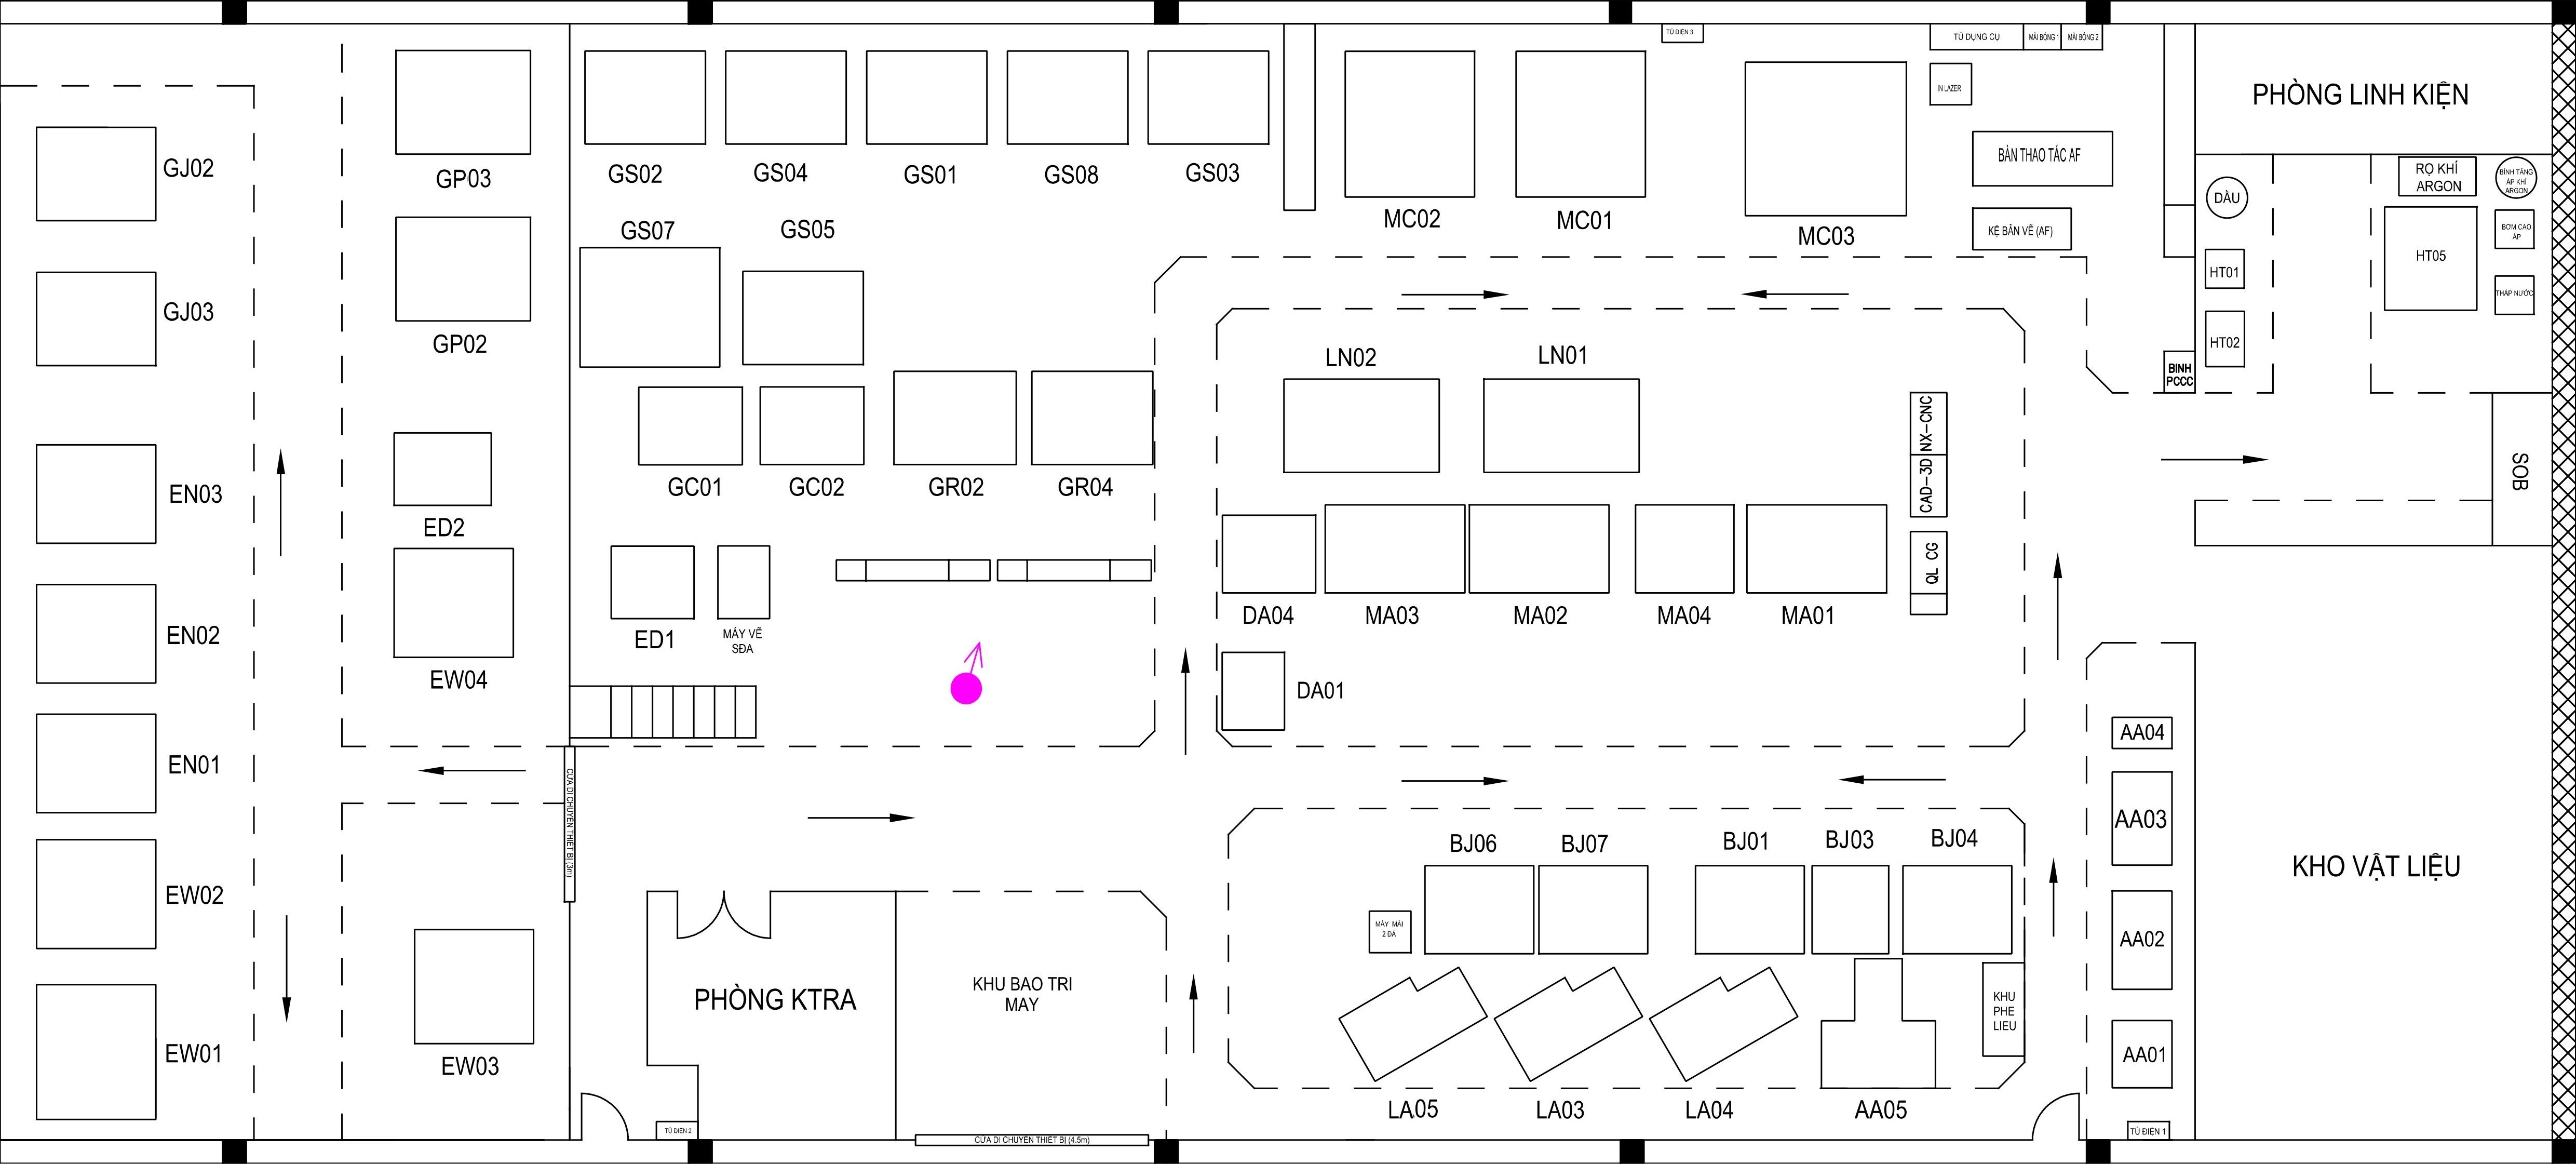 TỦ ĐIỆN 3
TỦ DỤNG CỤ
MÀI BÓNG 1
MÀI BÓNG 2
IN LAZER
PHÒNG LINH KIỆN
GJ02
GP03
GS02
GS04
GS01
GS08
GS03
MC02
MC01
MC03
BÀN THAO TÁC AF
KỆ BẢN VẼ (AF)
RỌ KHÍ
ARGON
BÌNH TĂNG
ÁP KHÍ
ARGON
DẦU
BƠM CAO
ÁP
HT01
HT05
THÁP NƯỚC
HT02
GS07
GS05
GJ03
GP02
LN02
LN01
BINH
PCCC
NX-CNC
CAD-3D
SOB
GC01
GC02
GR02
GR04
EN03
ED2
QL CG
ED1
MÁY VẼ
SĐA
DA04
MA03
MA02
MA04
MA01
EN02
EW04
DA01
EN01
CỬA DI CHUYỂN THIẾT BỊ (3m)
AA04
AA03
BJ06
BJ07
BJ01
BJ03
BJ04
KHO VẬT LIỆU
EW02
MÁY MÀI
2 ĐÁ
AA02
PHÒNG KTRA
KHU BAO TRI
MAY
KHU
PHE
LIEU
EW01
EW03
AA01
LA05
LA03
LA04
AA05
TỦ ĐIỆN 2
CỬA DI CHUYỂN THIẾT BỊ (4.5m)
TỦ ĐIỆN 1